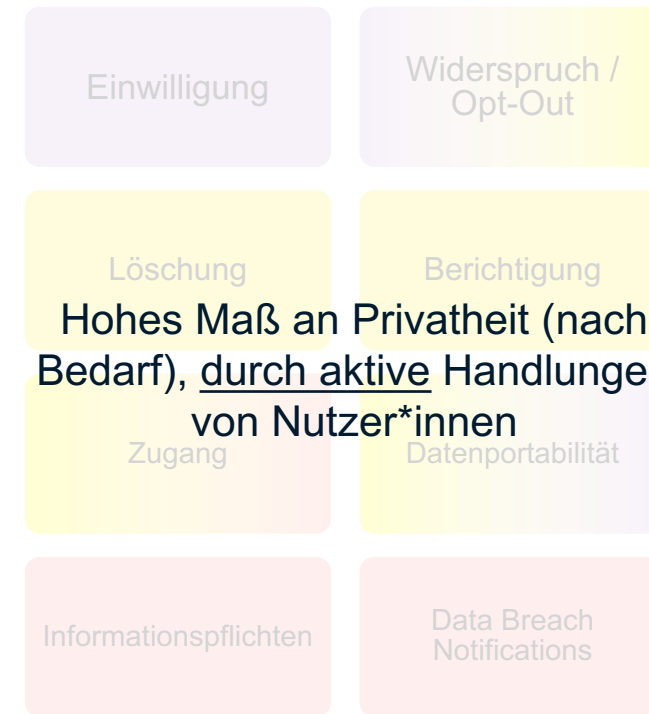 Einwilligung
Widerspruch /
Opt-Out
Löschung
Berichtigung
Hohes Maß an Privatheit (nach
Bedarf), durch aktive Handlunge
von Nutzer*innen
Zugang
Datenportabilität
Informationspflichten
Data Breach
Notifications